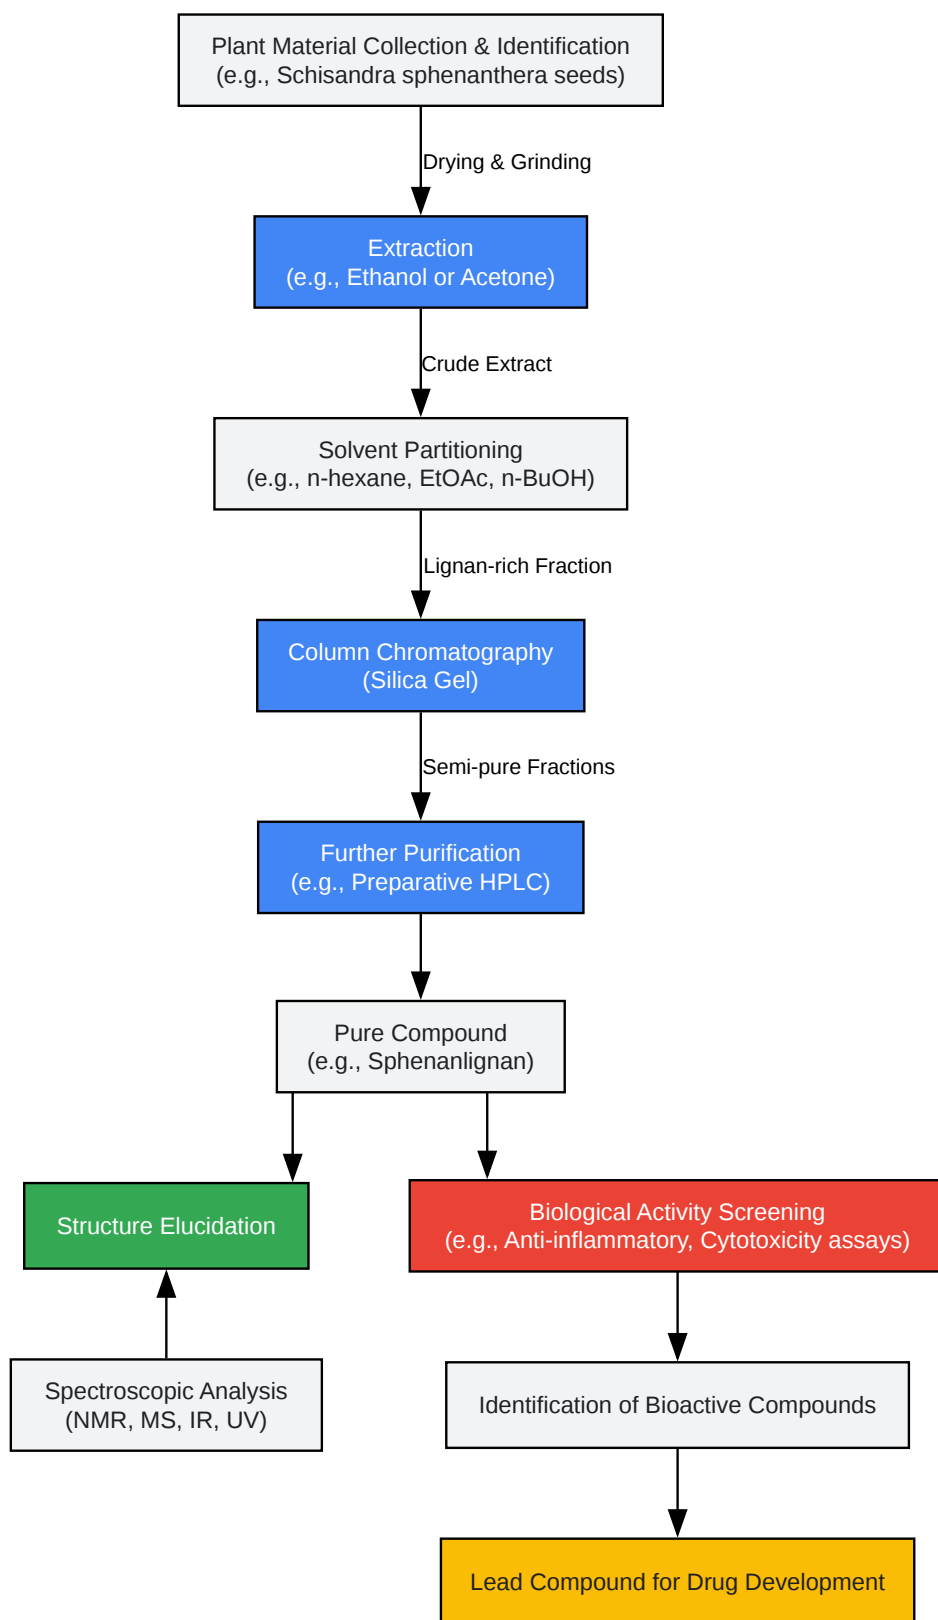 Plant Material Collection & Identification
(e.g., Schisandra sphenanthera seeds)
Drying & Grinding
Extraction
(e.g., Ethanol or Acetone)
Crude Extract
Solvent Partitioning
(e.g., n-hexane, EtOAc, n-BuOH)
Lignan-rich Fraction
Column Chromatography
(Silica Gel)
Semi-pure Fractions
Further Purification
(e.g., Preparative HPLC)
Pure Compound
(e.g., Sphenanlignan)
Structure Elucidation
Biological Activity Screening
(e.g., Anti-inflammatory, Cytotoxicity assays)
Spectroscopic Analysis
(NMR, MS, IR, UV)
Identification of Bioactive Compounds
Lead Compound for Drug Development